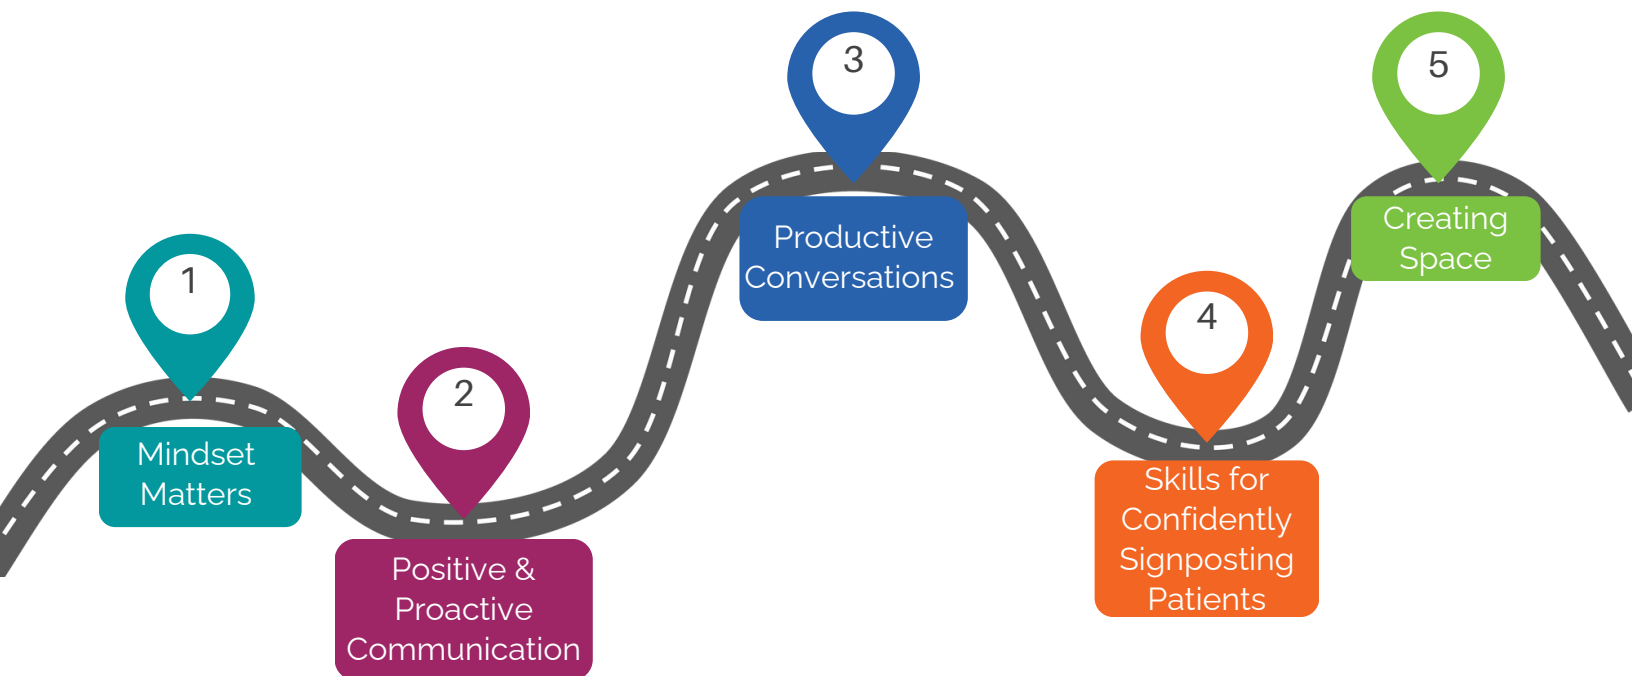 1
Mindset
Matters
2
Positive &
Proactive
Communication
3
Productive
Conversations
4
Skills for
Confidently
Signposting
Patients
5
Creating
Space